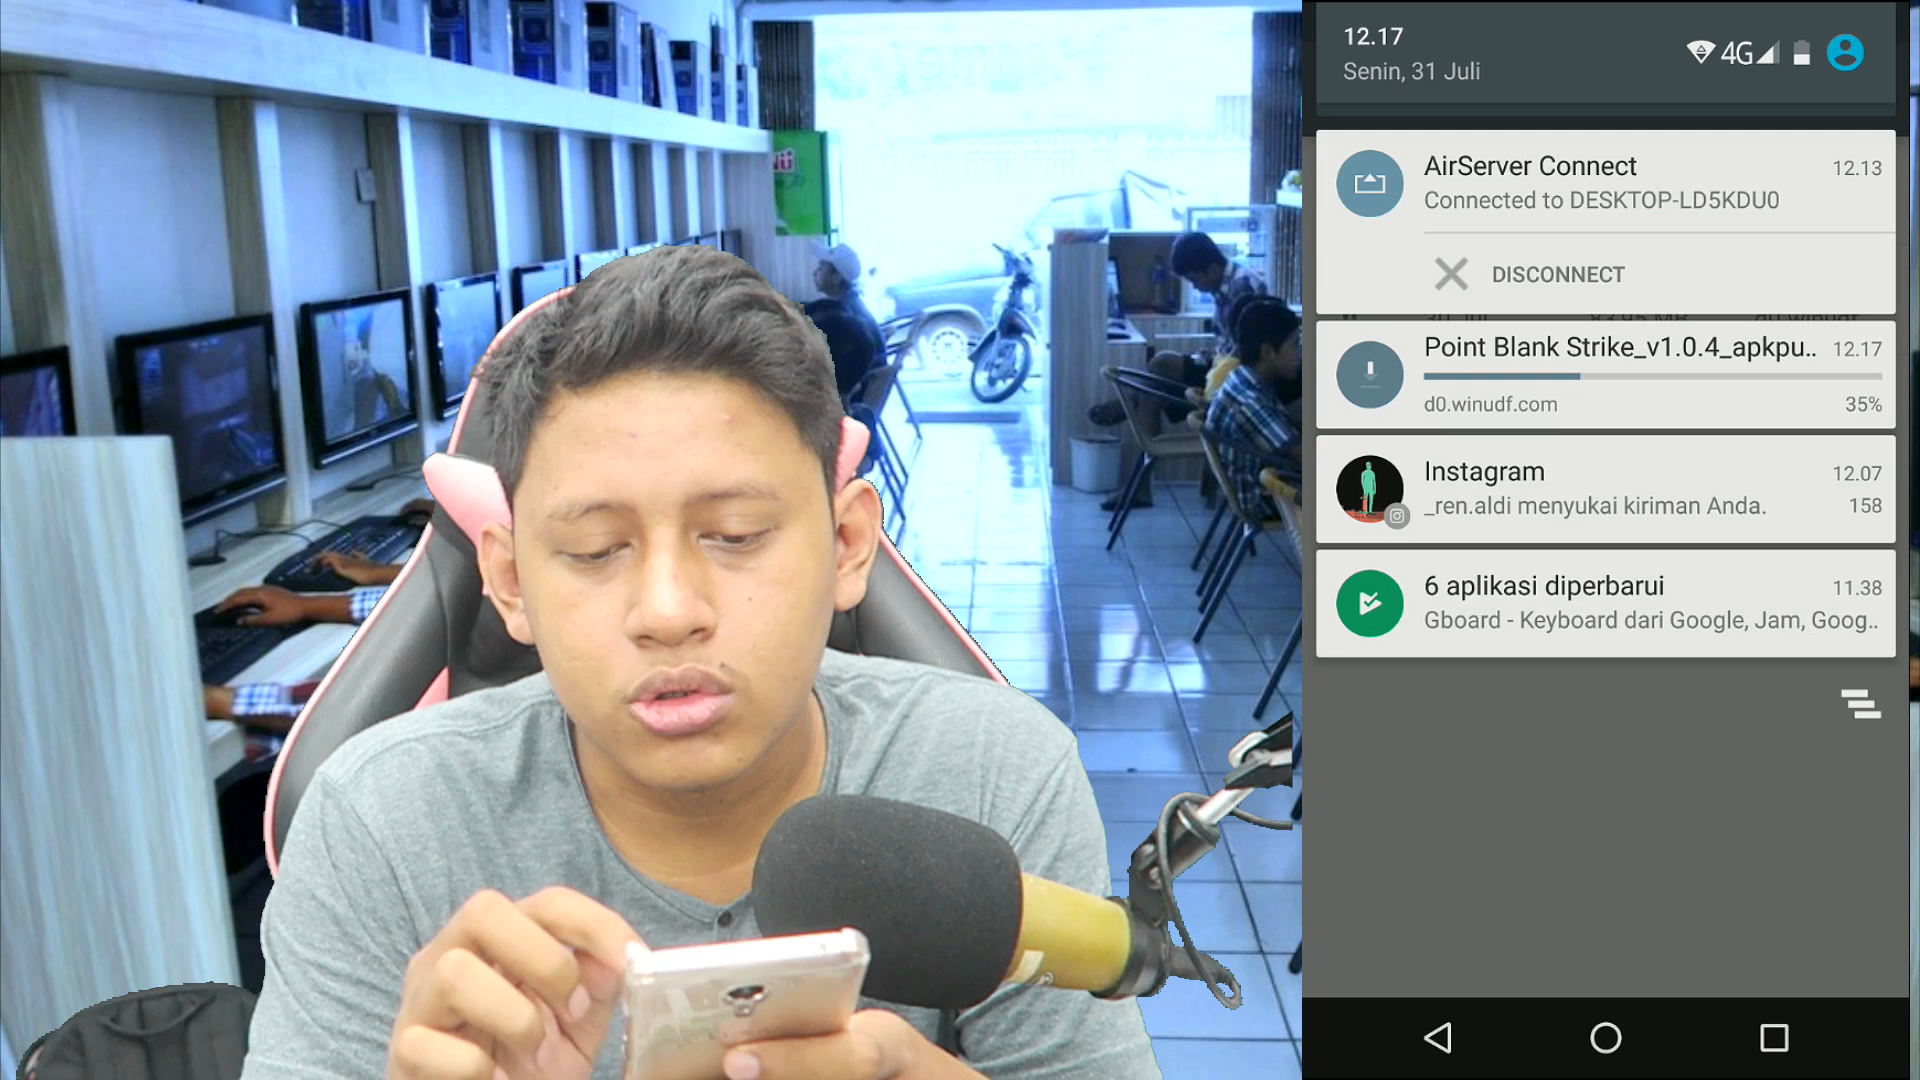 12.17
Senin, 31 Juli
4G
AirServer Connect 12.13
Connected to DESKTOP-LD5KDU0
DISCONNECT
Point Blank Strike_v1.0.4_apkpu.. 12.17
d0.winudf.com 35%
Instagram 12.07
_ren.aldi menyukai kiriman Anda. 158
6 aplikasi diperbarui 11.38
Gboard - Keyboard dari Google, Jam, Goog..